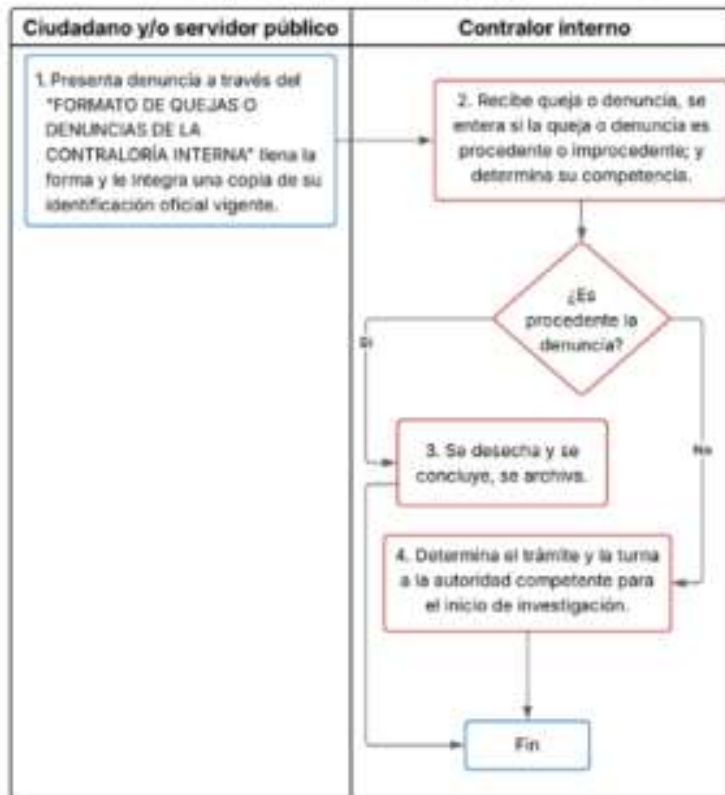 Ciudadano y/o servidor público
Contralor interno
1. Presenta denuncia a través del
"FORMATO DE QUEJAS O
DENUNCIAS DE LA
CONTRALORÍA INTERNA" llena la
forma y le integra una copia de su
identificación oficial vigente.
2. Recibe queja o denuncia, se
entera si la queja o denuncia es
procedente o improcedente; y
determina su competencia.
¿Es
procedente la
denuncia?
Si
3. Se desecha y se
concluye, se archiva.
No
4. Determina el trámite y la turna
a la autoridad competente para
el inicio de investigación.
Fin